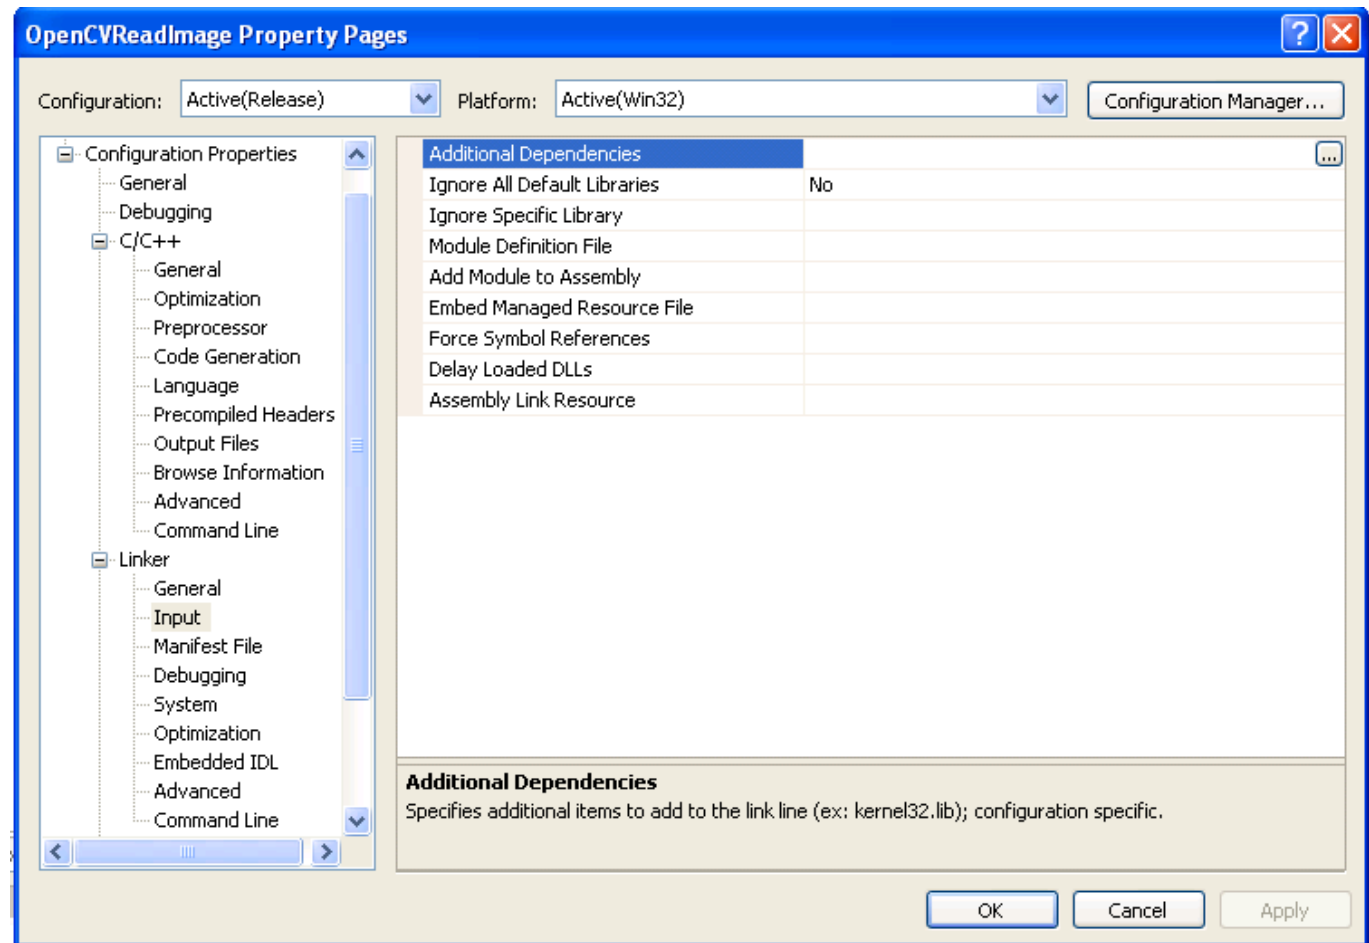 OpenCVReadImage Property Pages
Configuration: Active(Release) Platform: Active(Win32) Configuration Manager...
Configuration Properties
General
Debugging
C/C++
General
Optimization
Preprocessor
Code Generation
Language
Precompiled Headers
Output Files
Browse Information
Advanced
Command Line
Linker
General
Input
Manifest File
Debugging
System
Optimization
Embedded IDL
Advanced
Command Line
Additional Dependencies ...
Ignore All Default Libraries No
Ignore Specific Library
Module Definition File
Add Module to Assembly
Embed Managed Resource File
Force Symbol References
Delay Loaded DLLs
Assembly Link Resource
Additional Dependencies
Specifies additional items to add to the link line (ex: kernel32.lib); configuration specific.
OK Cancel Apply